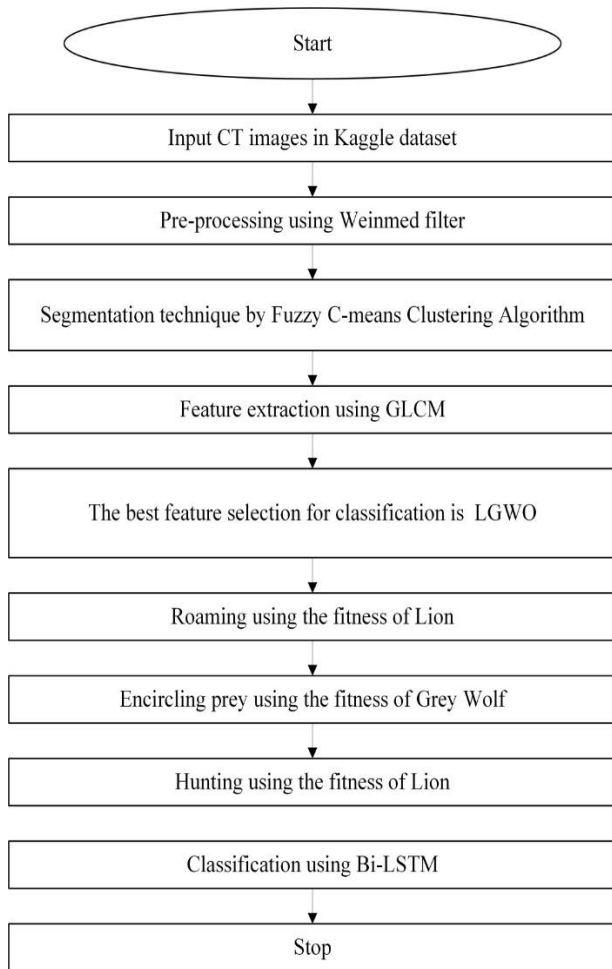 Start
Input CT images in Kaggle dataset
Pre-processing using Weinmed filter
Segmentation technique by Fuzzy C-means Clustering Algorithm
Feature extraction using GLCM
The best feature selection for classification is LGWO
Roaming using the fitness of Lion
Encircling prey using the fitness of Grey Wolf
Hunting using the fitness of Lion
Classification using Bi-LSTM
Stop